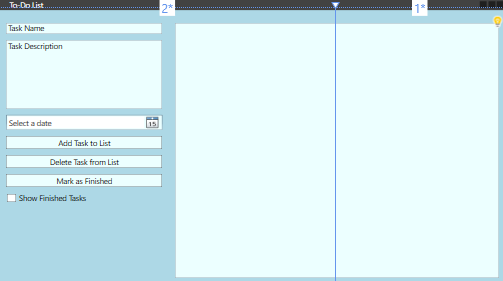 To-Do List
2*
1*
Task Name
Task Description
Select a date
15
Add Task to List
Delete Task from List
Mark as Finished
Show Finished Tasks